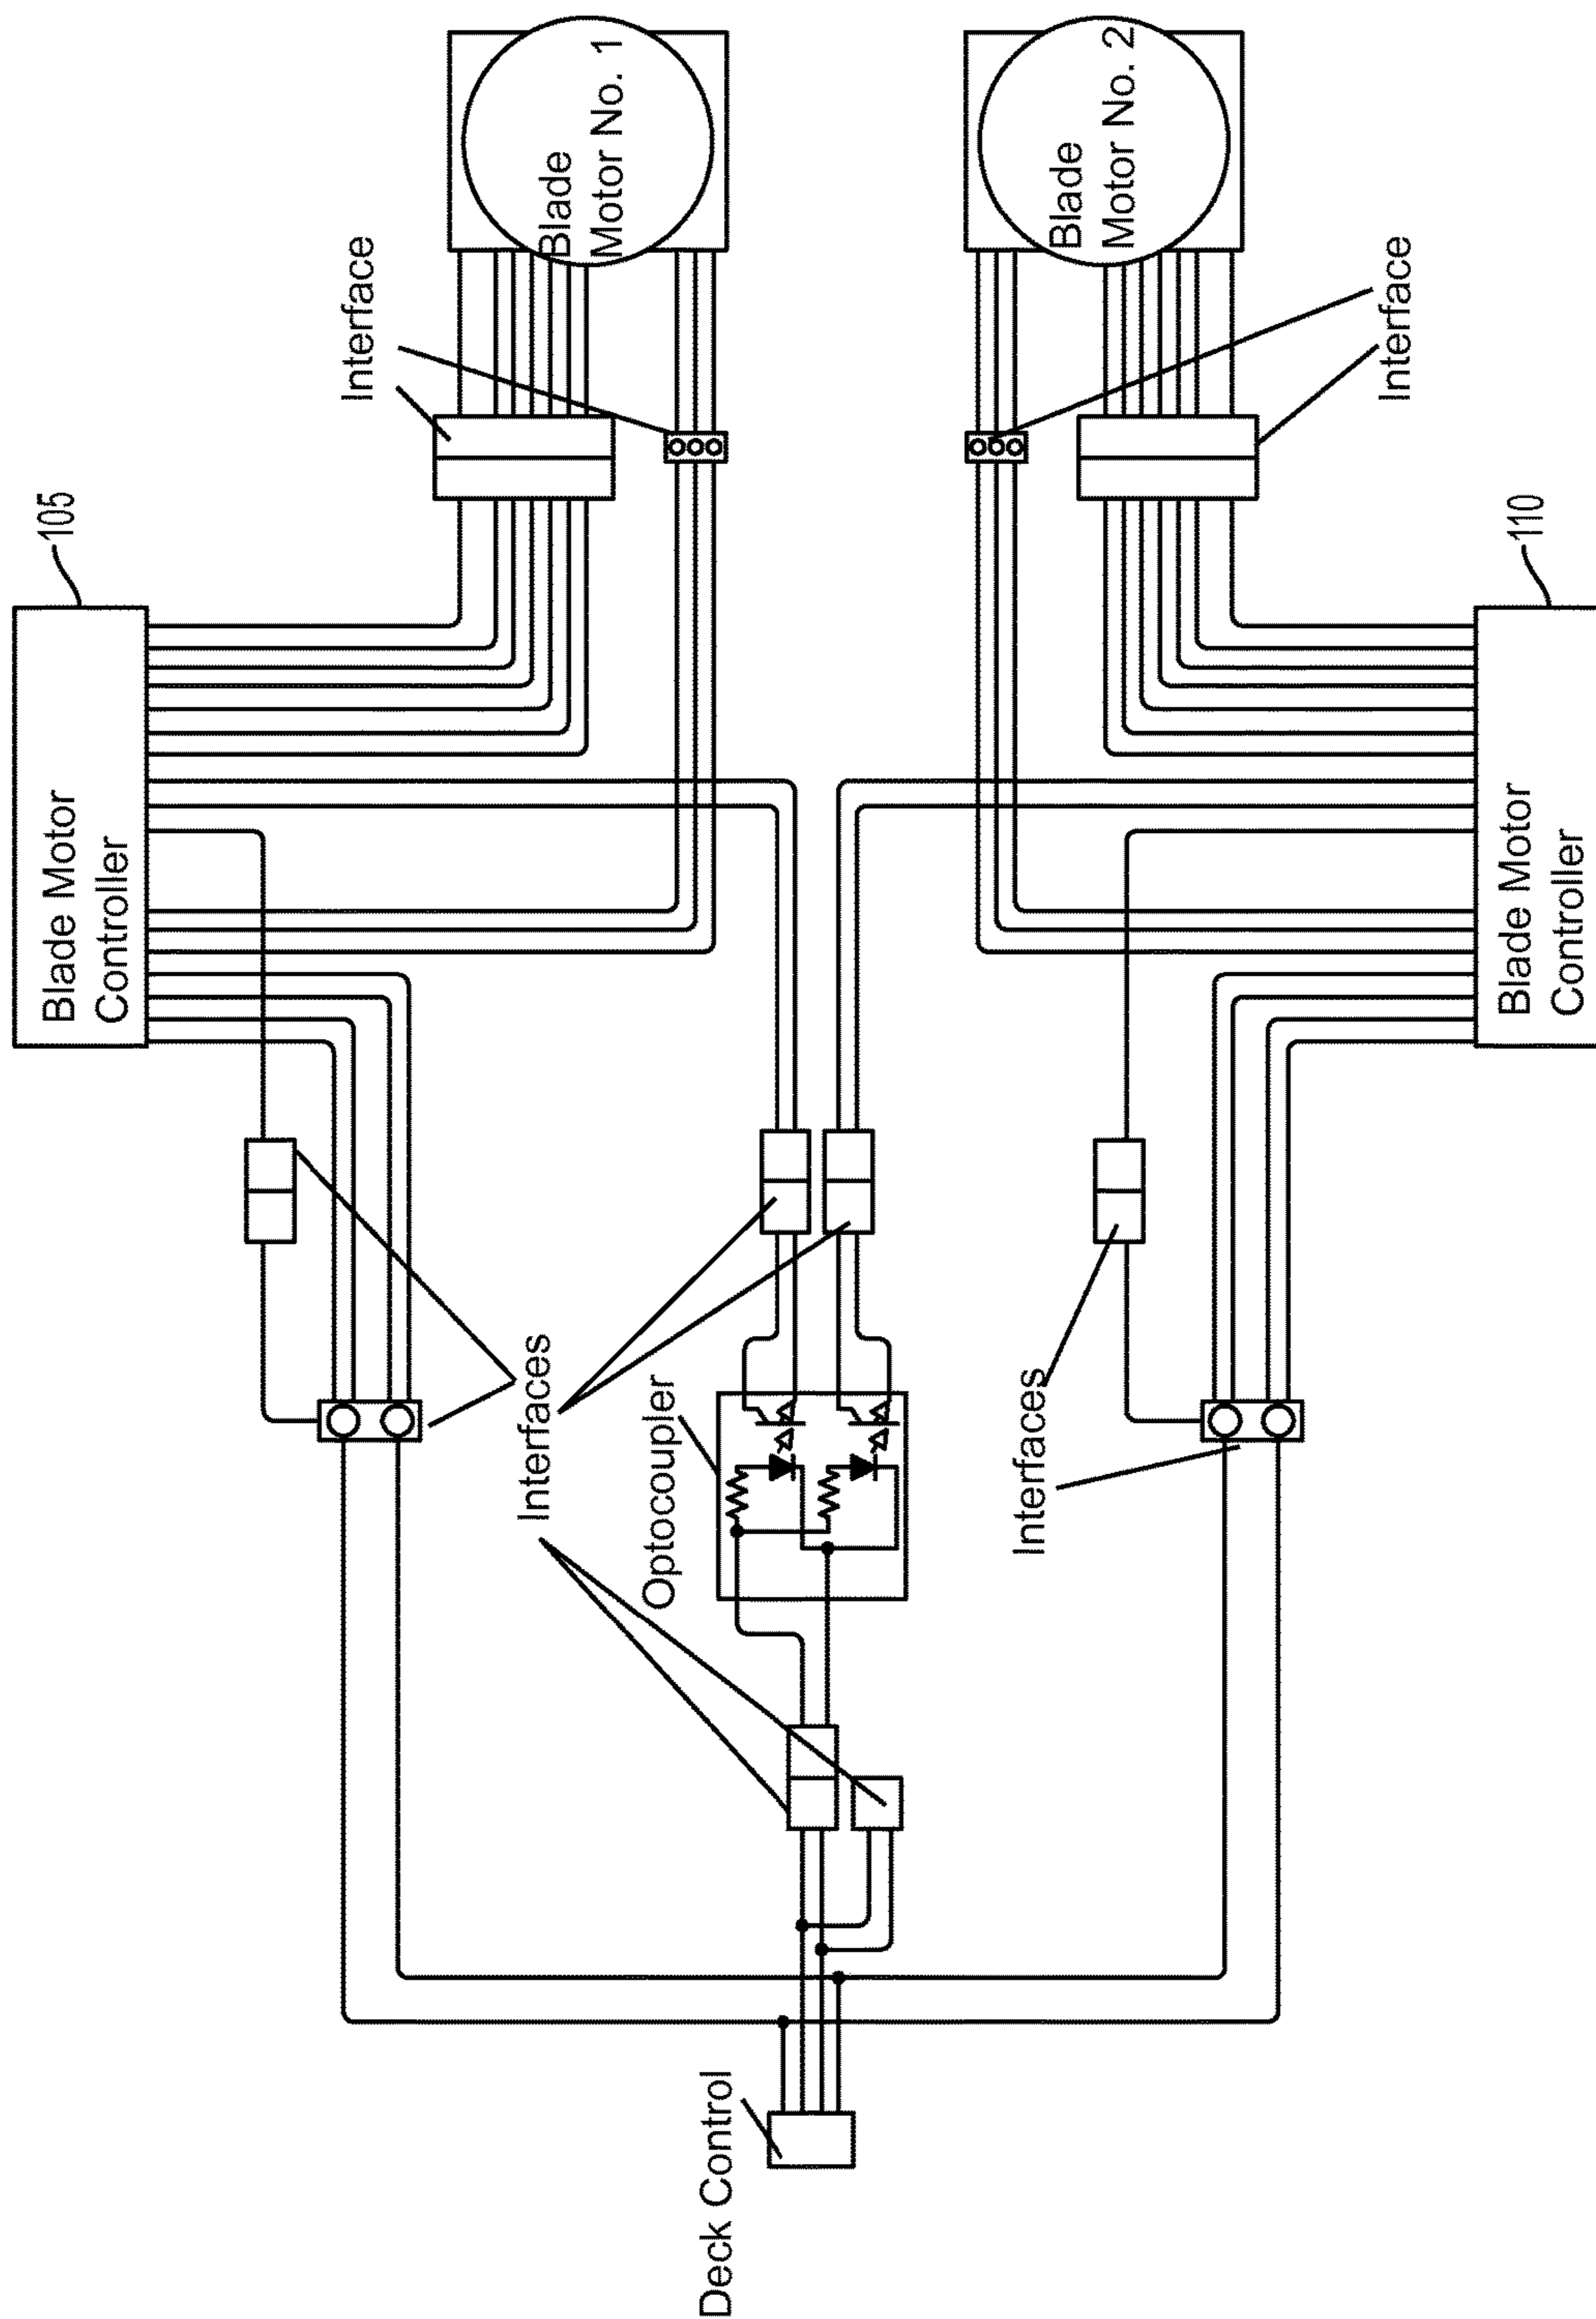 Blade Motor
Controller
105
Interface
Blade
Motor No. 1
Interfaces
Optocoupler
Deck Control
Blade
Motor No. 2
Interface
Interfaces
Blade Motor
Controller
110